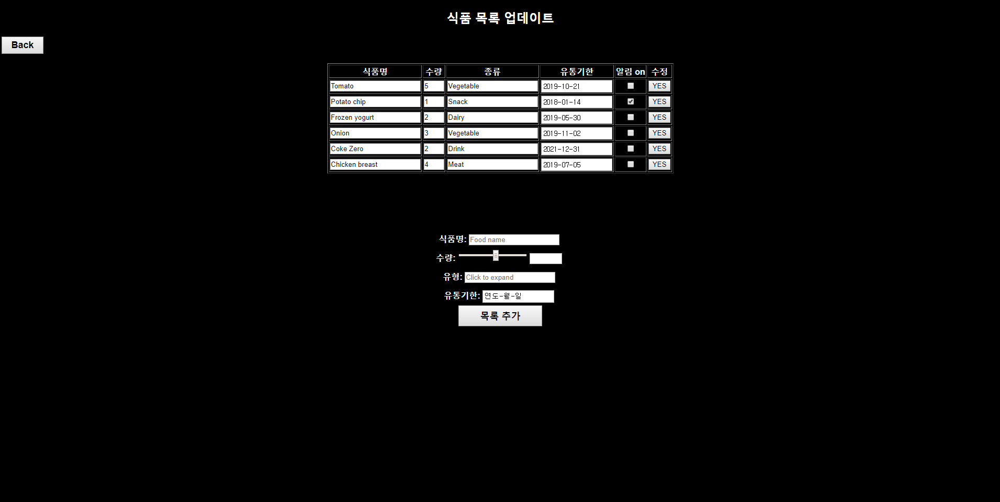 식품 목록 업데이트
Back
식품명 수량 종류 유통기한 알림 on 수정
Tomato 5 Vegetable 2019-10-21 YES
Potato chip 1 Snack 2018-01-14 YES
Frozen yogurt 2 Dairy 2019-05-30 YES
Onion 3 Vegetable 2019-11-02 YES
Coke Zero 2 Drink 2021-12-31 YES
Chicken breast 4 Meat 2019-07-05 YES
식품명: Food name
수량:
유형: Click to expand
유통기한: 연도-월-일
목록 추가